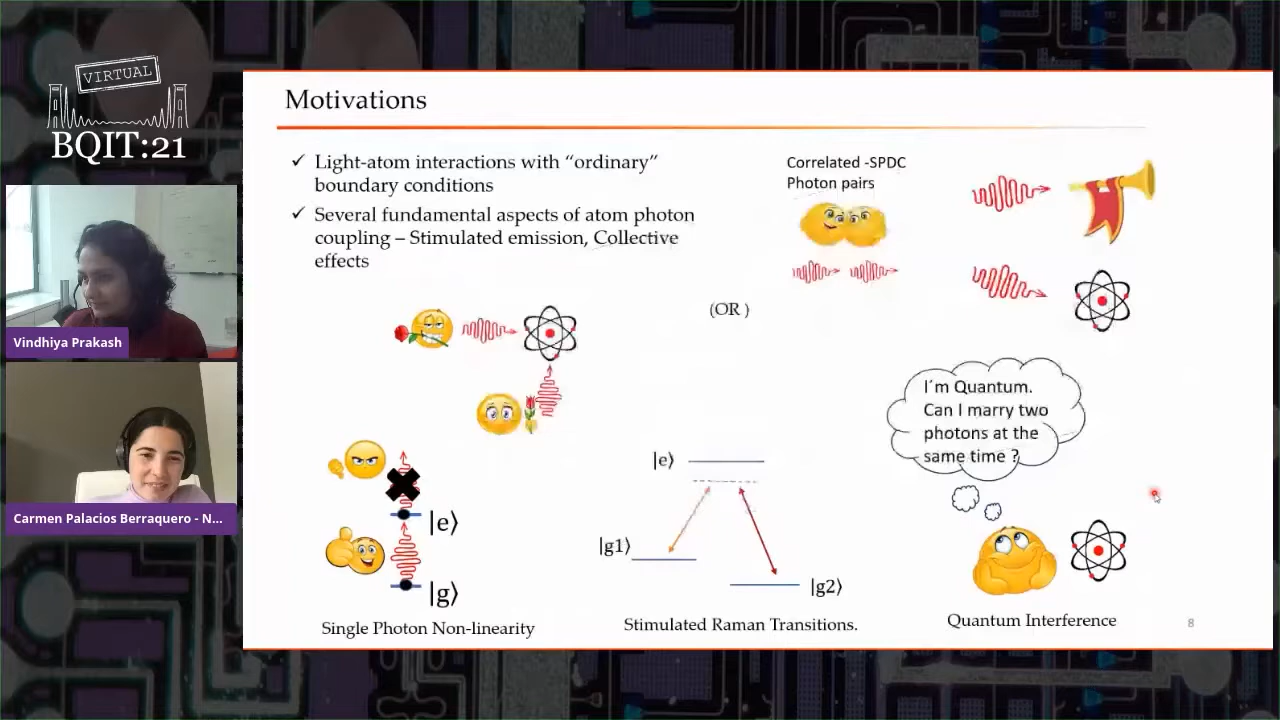 VIRTUAL
BQIT:21
Vindhiya Prakash
Carmen Palacios Berraquero - N...
Motivations
✓ Light-atom interactions with “ordinary”
boundary conditions
✓ Several fundamental aspects of atom photon
coupling – Stimulated emission, Collective
effects
Correlated -SPDC
Photon pairs
(OR )
I´m Quantum.
Can I marry two
photons at the
same time ?
|e⟩
|g⟩
Single Photon Non-linearity
|e⟩
|g1⟩
|g2⟩
Stimulated Raman Transitions.
Quantum Interference
8